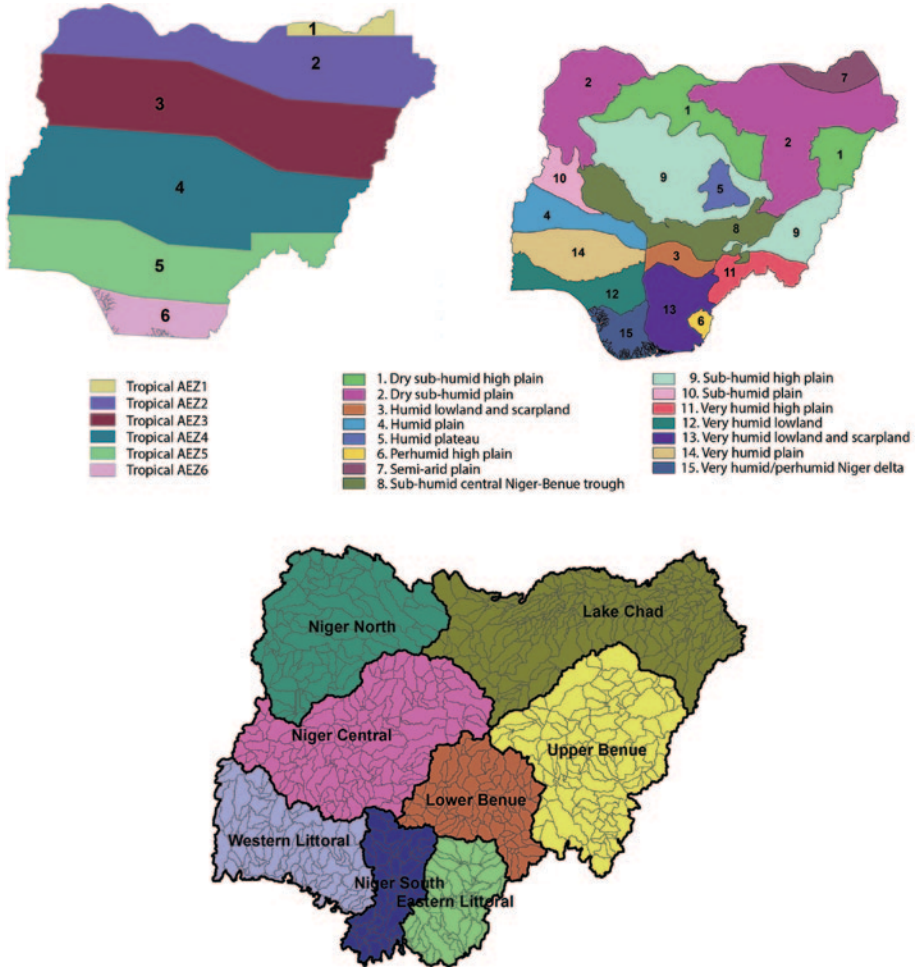 1
2
3
4
5
6
2
1
7
2
1
10
9
5
4
8
9
14
3
11
12
13
6
15
Tropical AEZ1
Tropical AEZ2
Tropical AEZ3
Tropical AEZ4
Tropical AEZ5
Tropical AEZ6
1. Dry sub-humid high plain
2. Dry sub-humid plain
3. Humid lowland and scarpland
4. Humid plain
5. Humid plateau
6. Perhumid high plain
7. Semi-arid plain
8. Sub-humid central Niger-Benue trough
9. Sub-humid high plain
10. Sub-humid plain
11. Very humid high plain
12. Very humid lowland
13. Very humid lowland and scarpland
14. Very humid plain
15. Very humid/perhumid Niger delta
Lake Chad
Niger North
Niger Central
Upper Benue
Lower Benue
Western Littoral
Niger South
Eastern Littoral